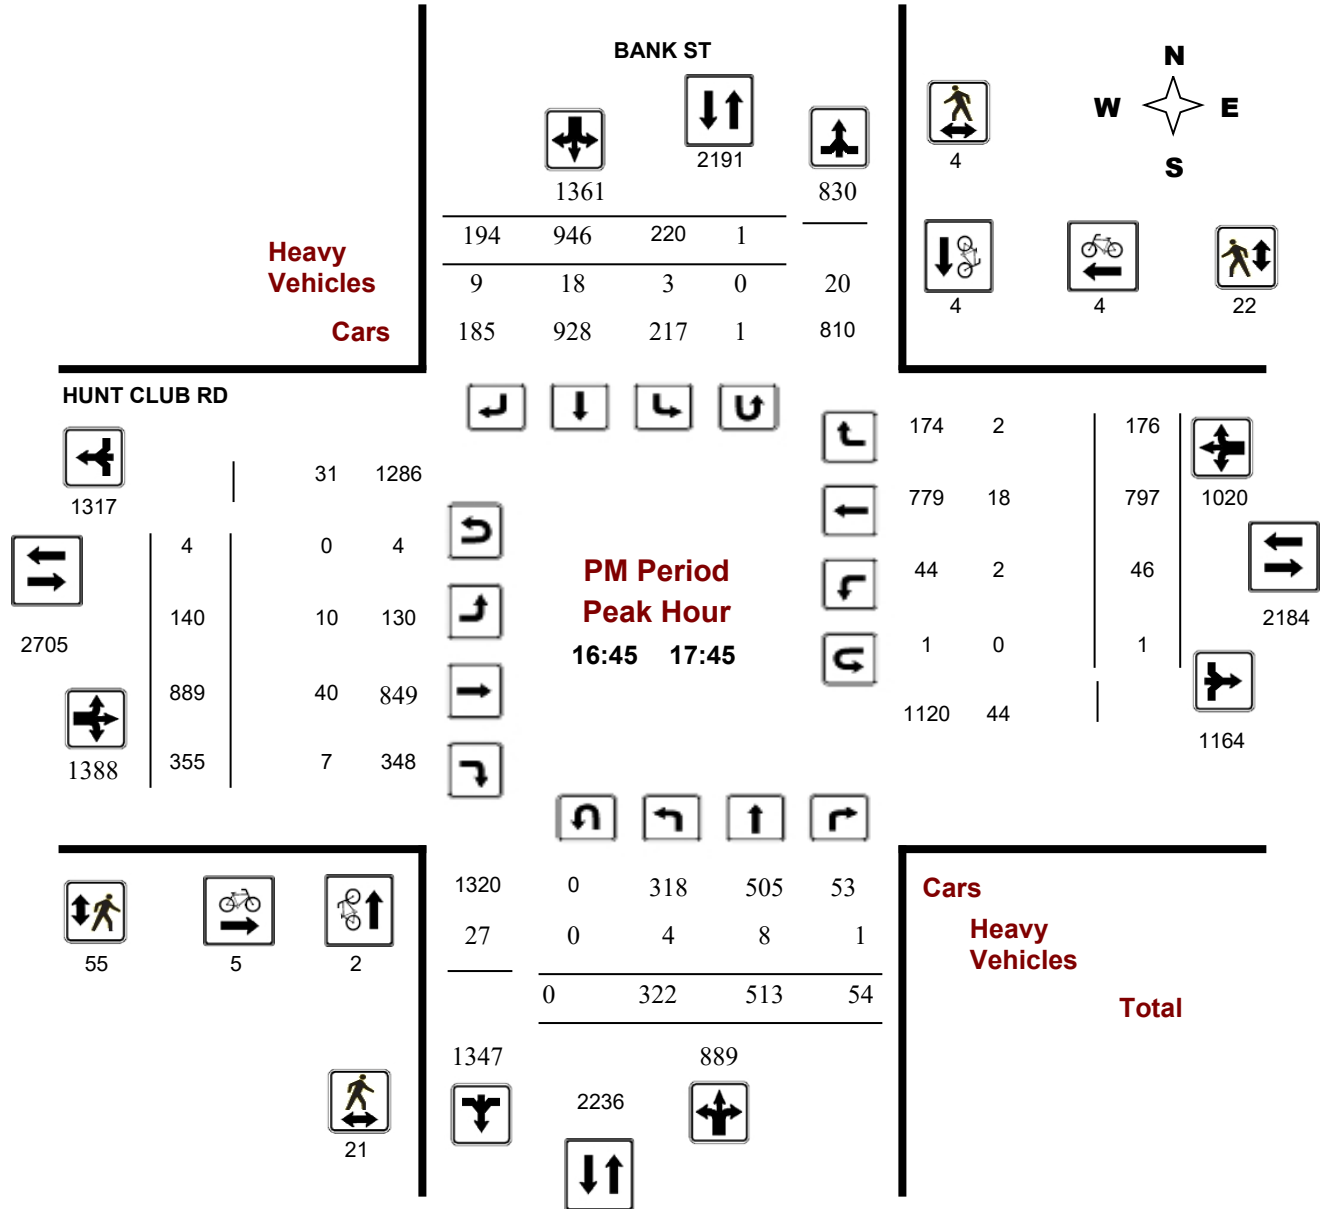 BANK ST
N
W E
S
2191
1361
830
4
194 946 220 1
Heavy
Vehicles
9 18 3 0 20
4 4 22
Cars
185 928 217 1 810
HUNT CLUB RD
174 2 176
31 1286
1317
779 18 797 1020
4 0 4
PM Period
Peak Hour
44 2 46
140 10 130
2184
2705
16:45 17:45
1 0 1
889 40 849
1120 44
1164
1388 355 7 348
1320 0 318 505 53
Cars
27 0 4 8 1
Heavy
Vehicles
55 5 2
0 322 513 54
Total
1347 889
2236
21